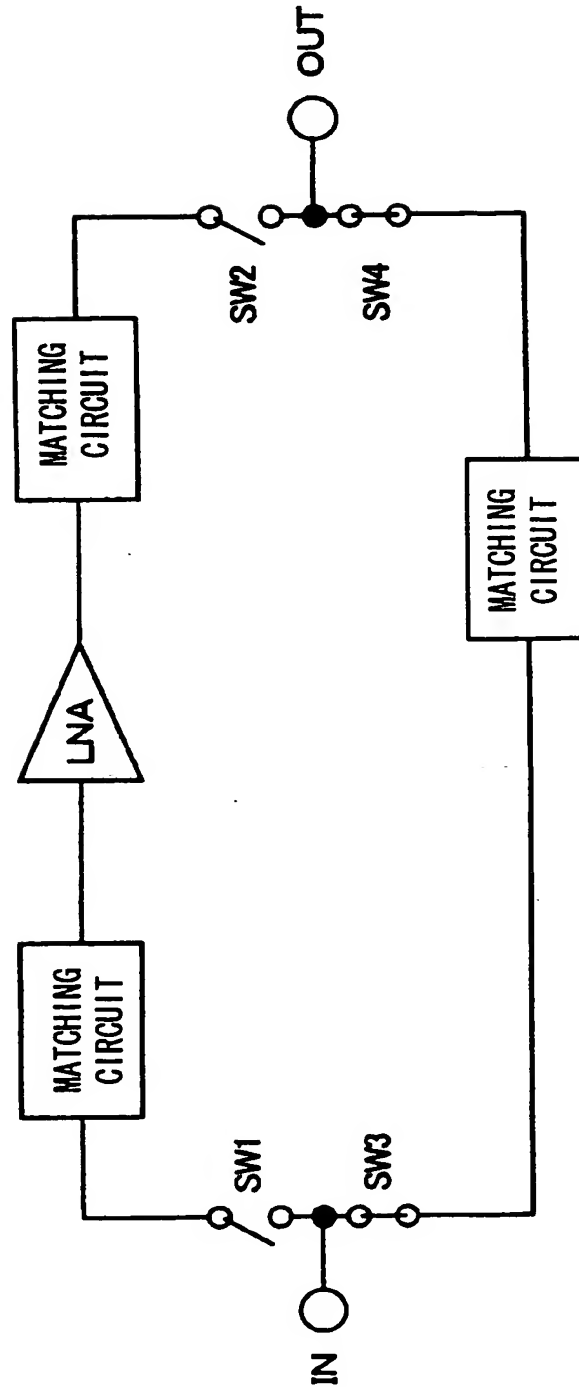 MATCHING
CIRCUIT
LNA
MATCHING
CIRCUIT
SW1
SW2
IN
OUT
SW3
SW4
MATCHING
CIRCUIT